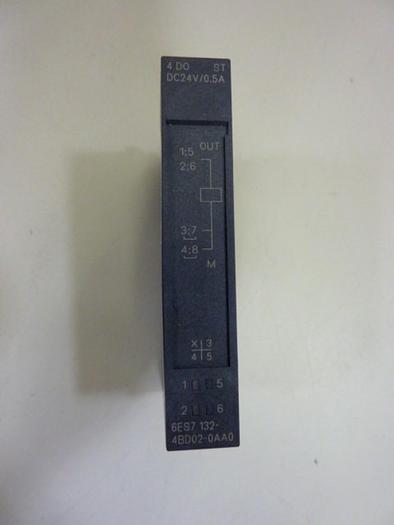 4 DO ST
DC24V/0.5A
1;5 OUT
2;6
3;7
4;8
M
X 3
4 5
1 5
2 6
6ES7 132-
4BD02-0AA0